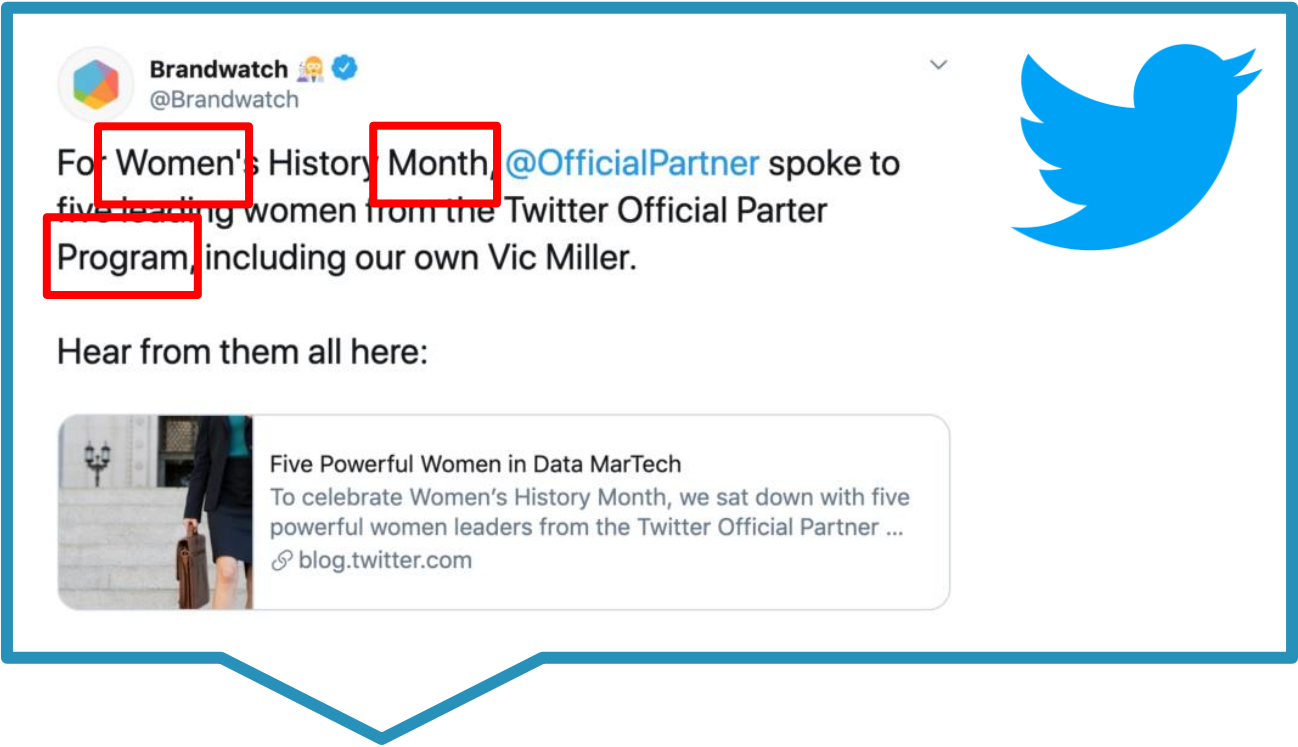 Brandwatch
@Brandwatch
For Women's History Month, @OfficialPartner spoke to
five leading women from the Twitter Official Parter
Program, including our own Vic Miller.
Hear from them all here:
Five Powerful Women in Data MarTech
To celebrate Women’s History Month, we sat down with five
powerful women leaders from the Twitter Official Partner ...
blog.twitter.com